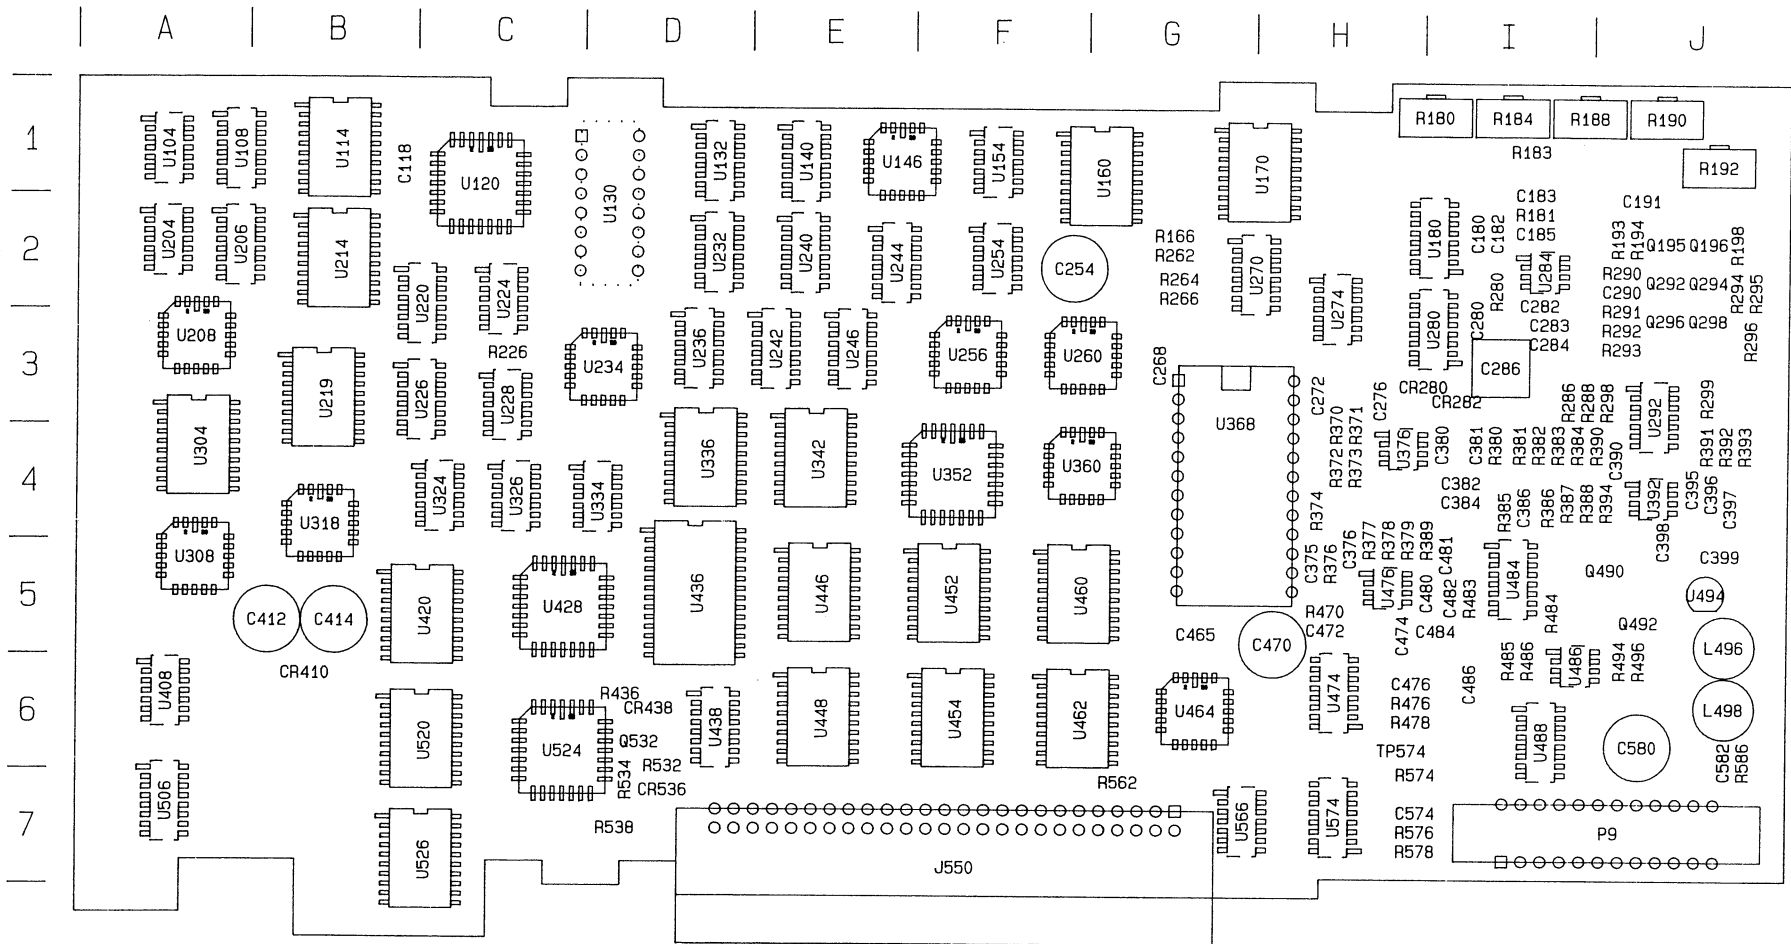 A B C D E F G H I J
1
U104 U108 U114 C118 U120 U130 U132 U140 U146 U154 U160 U170 R180 R184 R188 R190
R183 R192
2
U204 U206 U214 U232 U240 U244 U254 C254 R166 U270 U180 C180 C182 C183 C191
R262 R181
R264 C185
R266 R193 R194 Q195 Q196 R198
U220 U224 U274 U284 R280 R290 Q292 Q294 R294 R295
C290
C282 R291
3
U208 R226 U234 U236 U242 U246 U256 U260 C268 U280 C280 C283 R292 Q296 Q298 R296
C284 R293
U219 U226 U228 C272 C276 CR280 C286
CR282 R286 R288 R298 U292 R299
U304 U336 U342 U368 R370 R371
4
U324 U326 U334 U352 U360 R372 R373 U376 C380 C381 R380 R381 R382 R383 R384 R390 C390 R391 R392 R393
U318 R374 C382
C384 R385 C386 R386 R387 R388 R394 U392 C395 C396 C397
U308 U436 C398
5
C412 C414 U420 U428 U446 U452 U460 C375 R376 C376 R377 R378 R379 R389 C481 U484 Q490 C399
U476 C480 C482 R483 U494
R470 R484
C465 C470 C472 C474 C484 Q492
CR410 L496
6
U408 R436 U448 U454 U462 U464 U474 C476 C486 R485 R486 U486 R494 R496
CR438 R476
U520 U524 U438 R478 U488 L498
Q532 TP574 C580
R532 C582 R586
R534 CR536 R562 R574
7
U506 U526 R538 J550 U566 U574 C574 P9
R576
R578